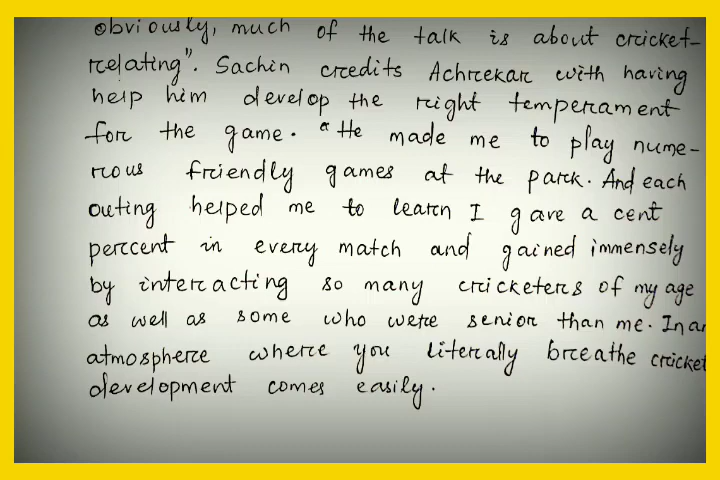 obviously, much of the talk is about cricket-
relating". Sachin credits Achrekar with having
help him develop the right temperament
for the game. "He made me to play nume-
rous friendly games at the park. And each
outing helped me to learn I gave a cent
percent in every match and gained immensely
by interacting so many cricketers of my age
as well as some who were senior than me. In an
atmosphere where you literally breathe cricket
development comes easily.